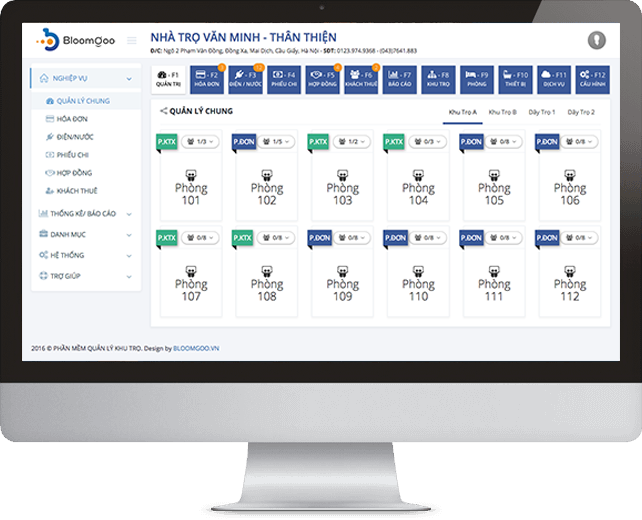 BloomGoo
NHÀ TRỌ VĂN MINH - THÂN THIỆN
Đ/C: Ngõ 2 Phạm Văn Đồng, Đồng Xa, Mai Dịch, Cầu Giấy, Hà Nội - SĐT: 0123.974.9368 - (043)7641.883
NGHIỆP VỤ
QUẢN LÝ CHUNG
HÓA ĐƠN
ĐIỆN/NƯỚC
PHIẾU CHI
HỢP ĐỒNG
KHÁCH THUÊ
THỐNG KÊ/ BÁO CÁO
DANH MỤC
HỆ THỐNG
TRỢ GIÚP
- F1 QUẢN TRỊ
- F2 HÓA ĐƠN
- F3 ĐIỆN / NƯỚC
- F4 PHIẾU CHI
- F5 HỢP ĐỒNG
- F6 KHÁCH THUÊ
- F7 BÁO CÁO
- F8 KHU TRỌ
- F9 PHÒNG
- F10 THIẾT BỊ
- F11 DỊCH VỤ
- F12 CẤU HÌNH
QUẢN LÝ CHUNG
Khu Trọ A Khu Trọ B Dãy Trọ 1 Dãy Trọ 2
P.KTX 1/3
Phòng
101
P.ĐƠN 1/5
Phòng
102
P.KTX 1/2
Phòng
103
P.KTX 0/3
Phòng
104
P.ĐƠN 0/8
Phòng
105
P.ĐƠN 0/8
Phòng
106
P.KTX 0/8
Phòng
107
P.KTX 0/8
Phòng
108
P.ĐƠN 0/8
Phòng
109
P.ĐƠN 0/8
Phòng
110
P.ĐƠN 0/8
Phòng
111
P.ĐƠN 0/8
Phòng
112
2016 © PHẦN MỀM QUẢN LÝ KHU TRỌ. Design by BLOOMGOO.VN